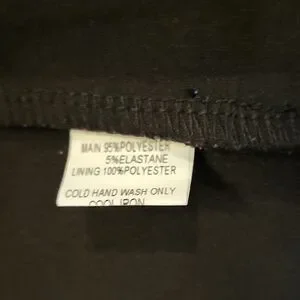 MAIN 95%POLYESTER
5%ELASTANE
LINING 100%POLYESTER
COLD HAND WASH ONLY
COOL IRON